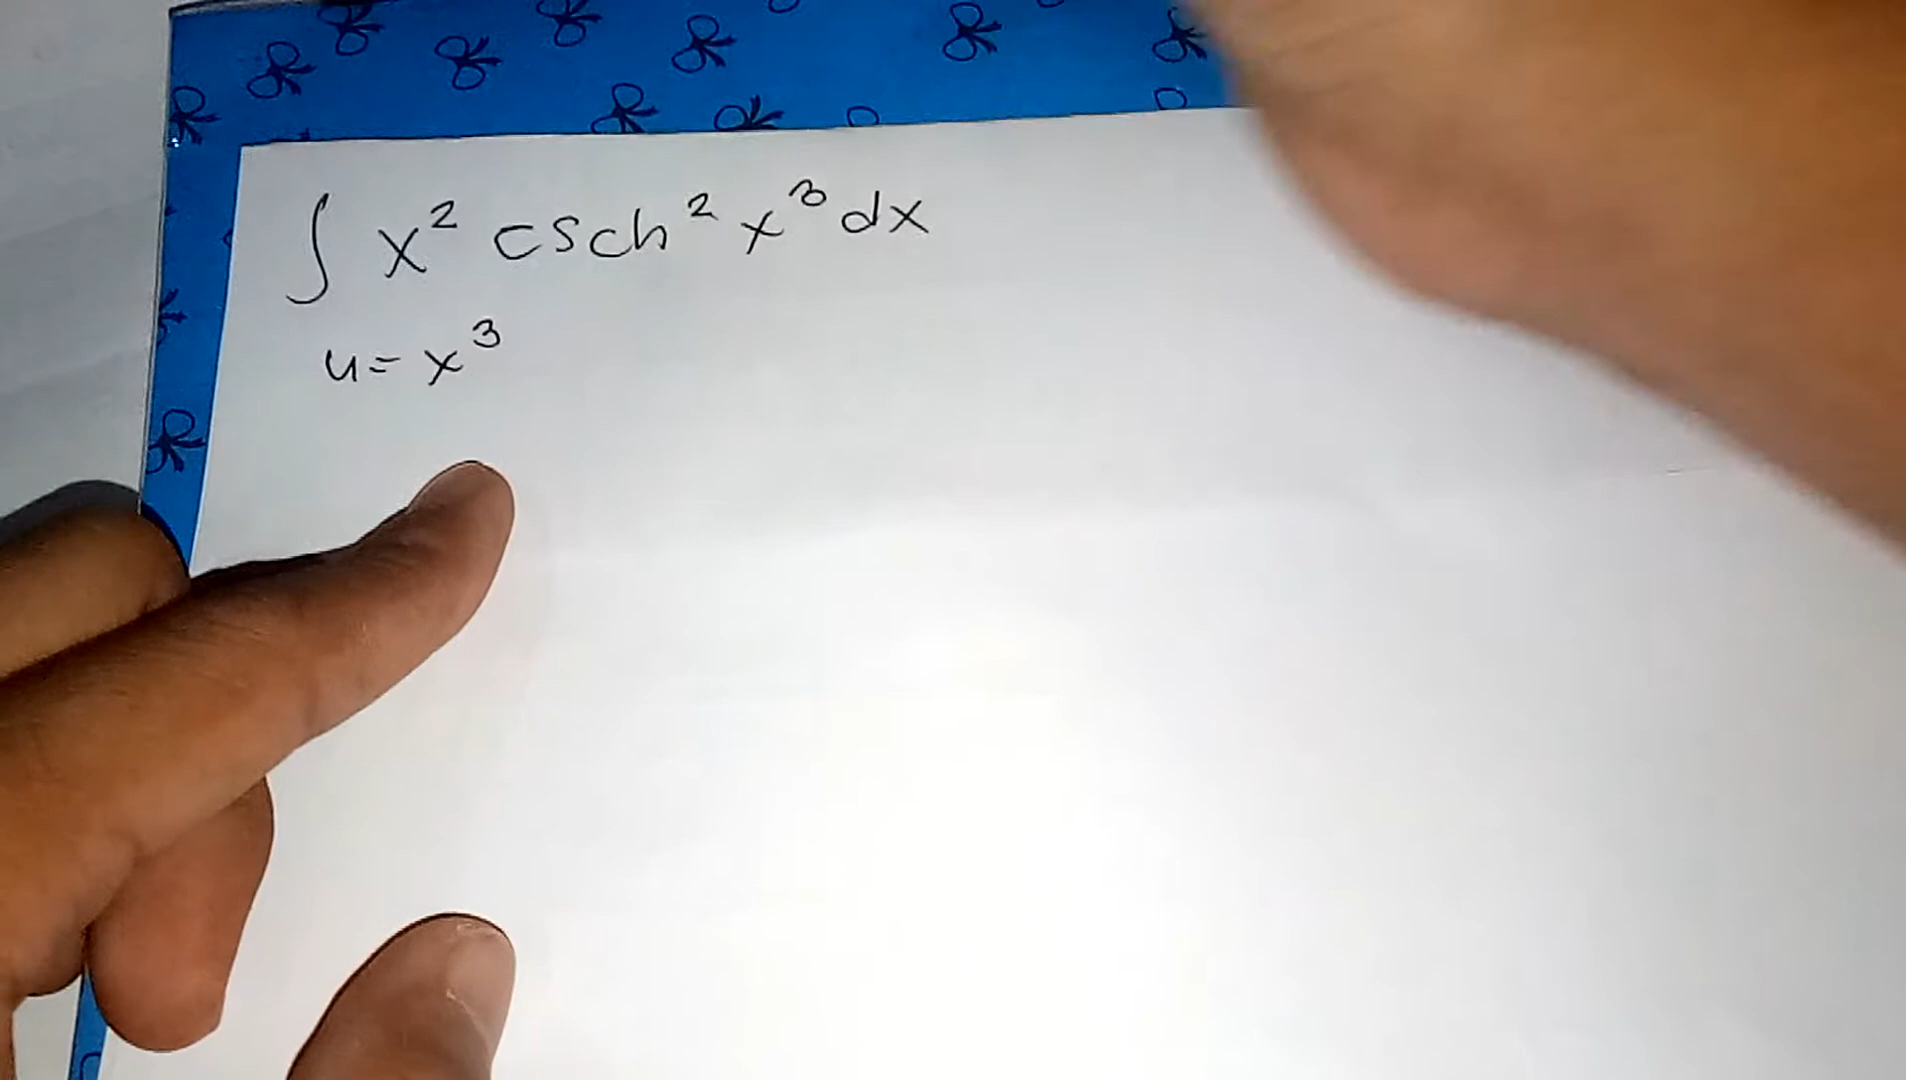 ∫ x² csch² x³ dx
u = x³